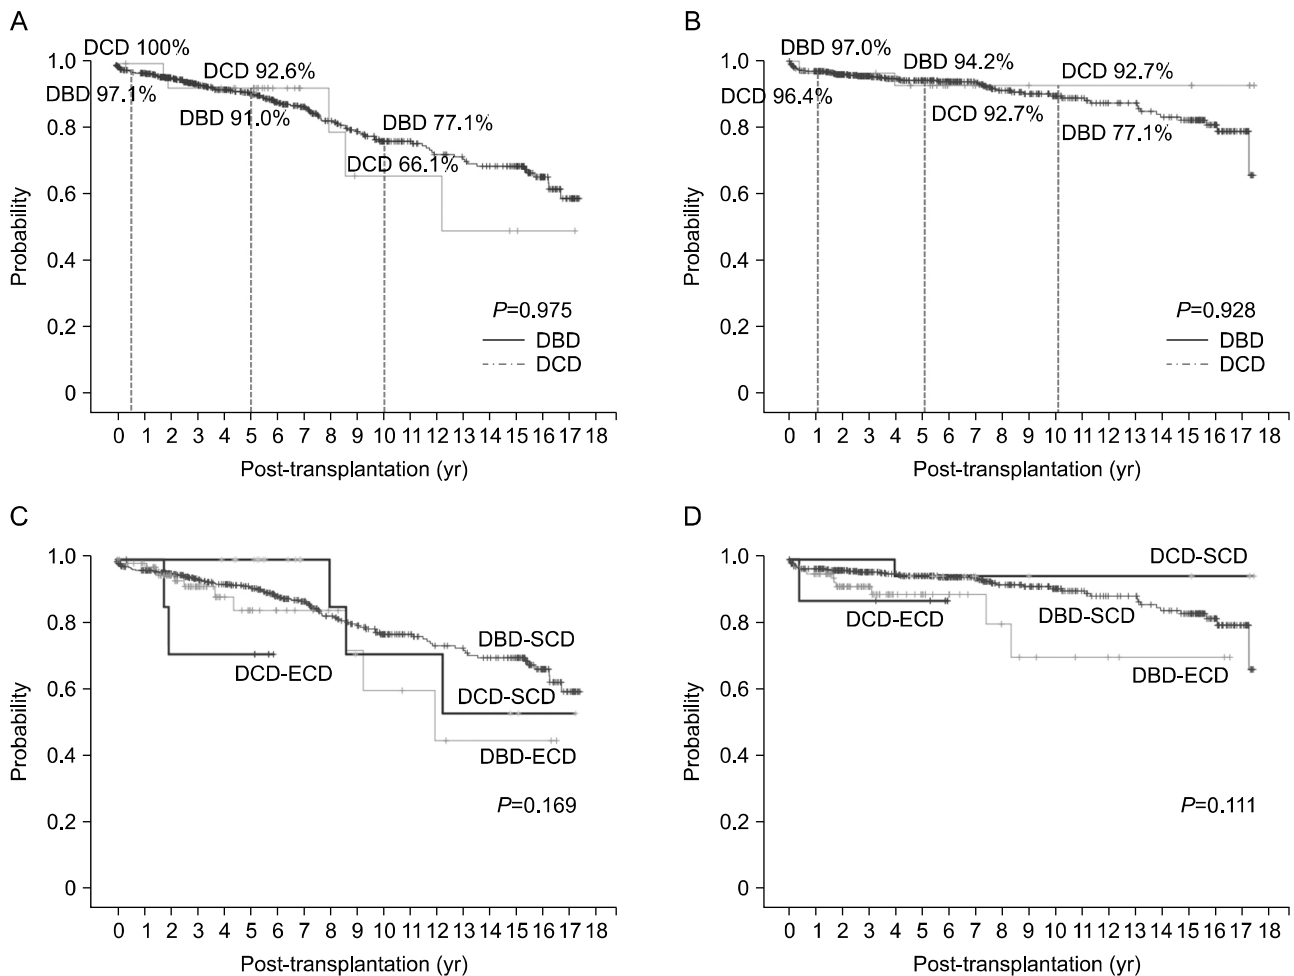 A
DCD 100%
DCD 92.6%
DBD 97.1%
DBD 91.0%
DBD 77.1%
DCD 66.1%
1.0
0.8
0.6
0.4
0.2
0
Probability
P=0.975
DBD
DCD
0 1 2 3 4 5 6 7 8 9 10 11 12 13 14 15 16 17 18
Post-transplantation (yr)
B
DBD 97.0%
DBD 94.2%
DCD 92.7%
DCD 96.4%
DCD 92.7%
DBD 77.1%
1.0
0.8
0.6
0.4
0.2
0
Probability
P=0.928
DBD
DCD
0 1 2 3 4 5 6 7 8 9 10 11 12 13 14 15 16 17 18
Post-transplantation (yr)
C
1.0
0.8
0.6
0.4
0.2
0
Probability
DBD-SCD
DCD-ECD
DCD-SCD
DBD-ECD
P=0.169
0 1 2 3 4 5 6 7 8 9 10 11 12 13 14 15 16 17 18
Post-transplantation (yr)
D
1.0
0.8
0.6
0.4
0.2
0
Probability
DCD-SCD
DCD-ECD
DBD-SCD
DBD-ECD
P=0.111
0 1 2 3 4 5 6 7 8 9 10 11 12 13 14 15 16 17 18
Post-transplantation (yr)